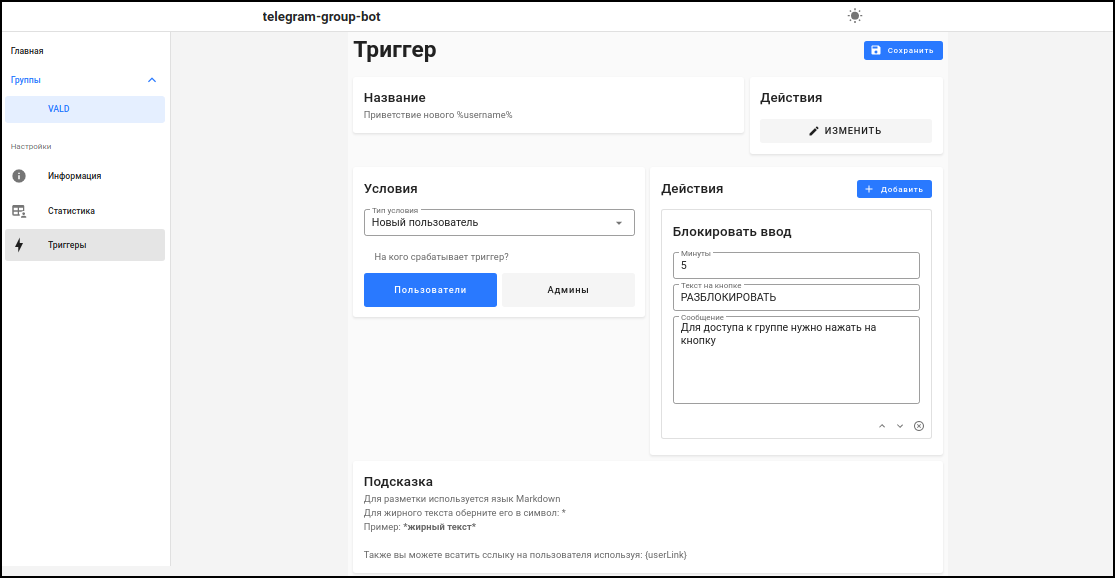 telegram-group-bot
Главная
Группы
VALD
Настройки
Информация
Статистика
Триггеры
Триггер
Сохранить
Название
Приветствие нового %username%
Действия
ИЗМЕНИТЬ
Условия
Тип условия
Новый пользователь
На кого срабатывает триггер?
Пользователи
Админы
Действия
Добавить
Блокировать ввод
Минуты
5
Текст на кнопке
РАЗБЛОКИРОВАТЬ
Сообщение
Для доступа к группе нужно нажать на
кнопку
Подсказка
Для разметки используется язык Markdown
Для жирного текста оберните его в символ: *
Пример: *жирный текст*
Также вы можете всатить сслыку на пользователя используя: {userLink}